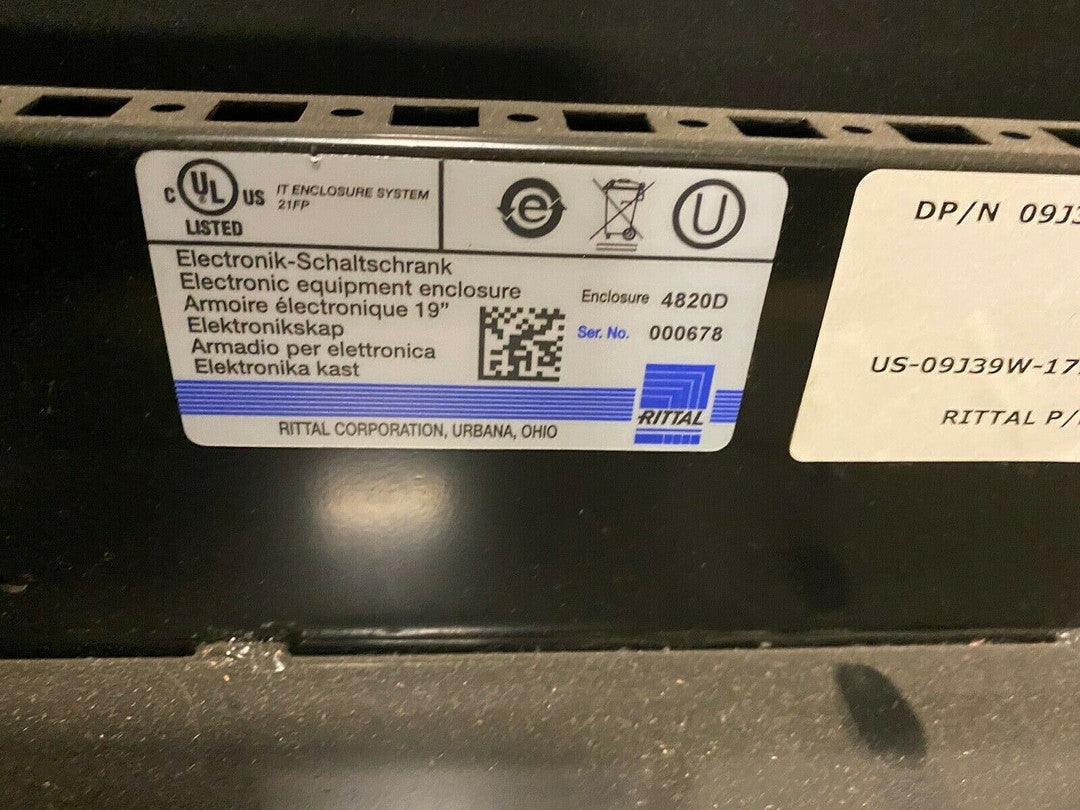 C UL US
LISTED
IT ENCLOSURE SYSTEM
21FP
e
U
Electronik-Schaltschrank
Electronic equipment enclosure
Armoire électronique 19"
Elektronikskap
Armadio per elettronica
Elektronika kast
Enclosure 4820D
Ser. No. 000678
RITTAL
RITTAL CORPORATION, URBANA, OHIO
DP/N 09J3
US-09J39W-17
RITTAL P/